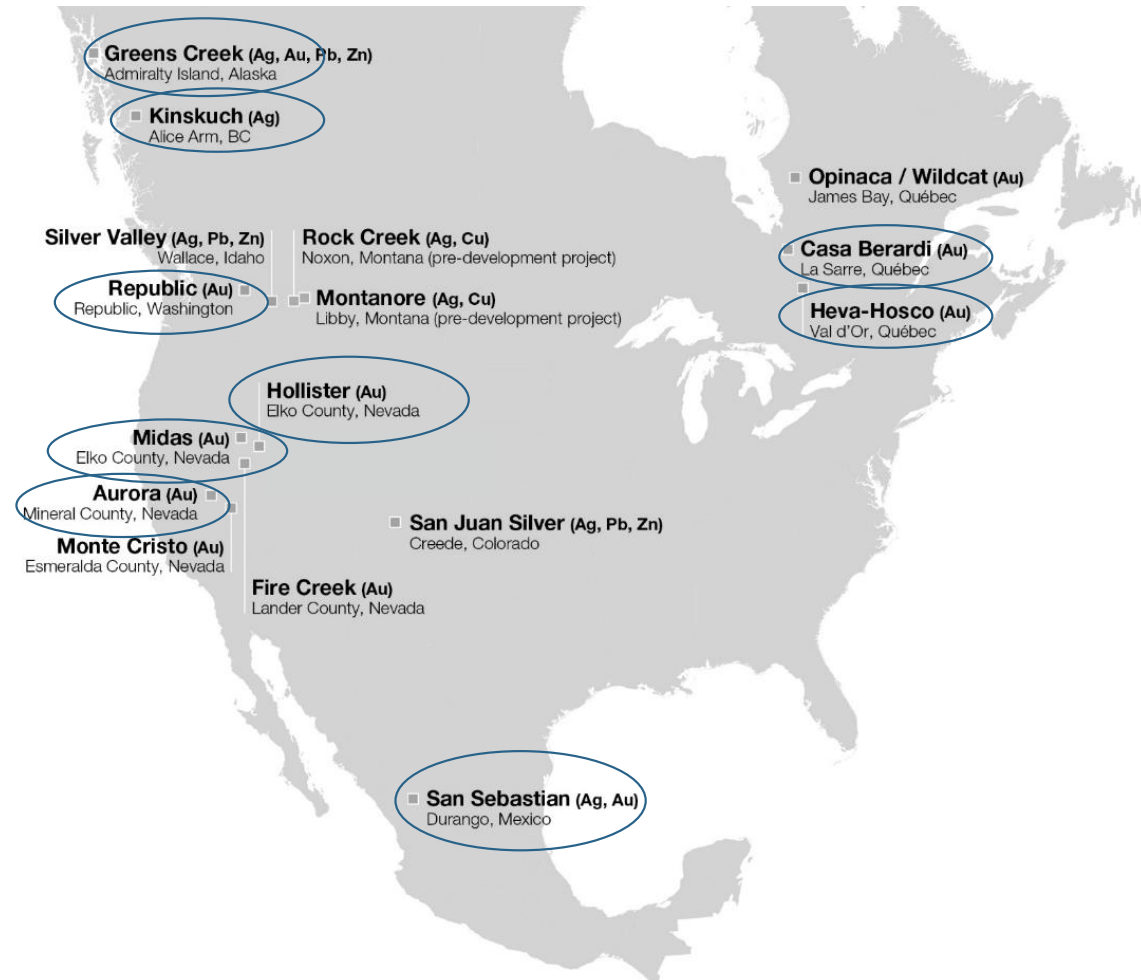 Greens Creek (Ag, Au, Pb, Zn)
Admiralty Island, Alaska
Kinskuch (Ag)
Alice Arm, BC
Opinaca / Wildcat (Au)
James Bay, Québec
Silver Valley (Ag, Pb, Zn)
Wallace, Idaho
Rock Creek (Ag, Cu)
Noxon, Montana (pre-development project)
Casa Berardi (Au)
La Sarre, Québec
Republic (Au)
Republic, Washington
Montanore (Ag, Cu)
Libby, Montana (pre-development project)
Heva-Hosco (Au)
Val d'Or, Québec
Hollister (Au)
Elko County, Nevada
Midas (Au)
Elko County, Nevada
Aurora (Au)
Mineral County, Nevada
San Juan Silver (Ag, Pb, Zn)
Creede, Colorado
Monte Cristo (Au)
Esmeralda County, Nevada
Fire Creek (Au)
Lander County, Nevada
San Sebastian (Ag, Au)
Durango, Mexico